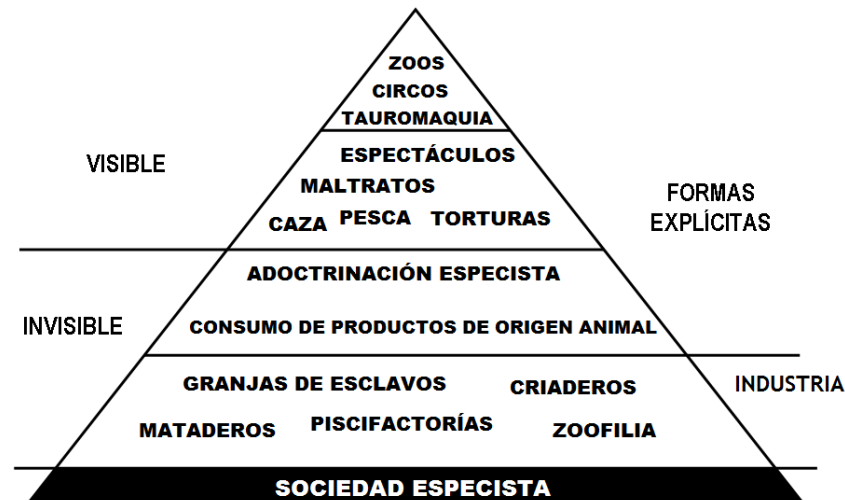 ZOOS
CIRCOS
TAUROMAQUIA
VISIBLE
ESPECTÁCULOS
MALTRATOS
CAZA PESCA TORTURAS
FORMAS
EXPLÍCITAS
ADOCTRINACIÓN ESPECISTA
INVISIBLE
CONSUMO DE PRODUCTOS DE ORIGEN ANIMAL
GRANJAS DE ESCLAVOS CRIADEROS
INDUSTRIA
MATADEROS PISCIFACTORÍAS ZOOFILIA
SOCIEDAD ESPECISTA